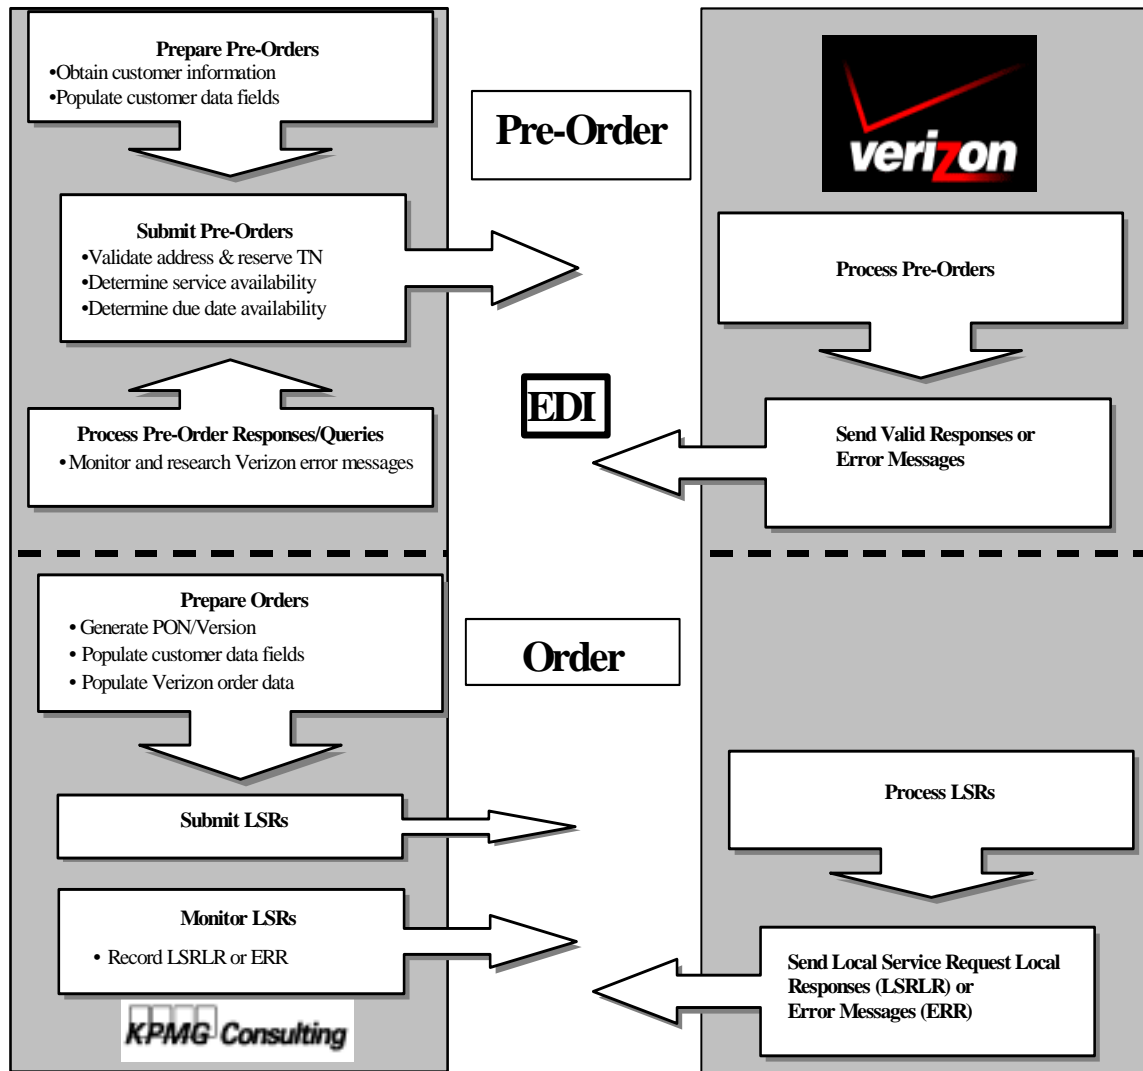 Prepare Pre-Orders
•Obtain customer information
•Populate customer data fields
Submit Pre-Orders
•Validate address & reserve TN
•Determine service availability
•Determine due date availability
Process Pre-Order Responses/Queries
• Monitor and research Verizon error messages
Pre-Order
EDI
verizon
Process Pre-Orders
Send Valid Responses or
Error Messages
Prepare Orders
• Generate PON/Version
• Populate customer data fields
• Populate Verizon order data
Submit LSRs
Monitor LSRs
• Record LSRLR or ERR
KPMG Consulting
Order
Process LSRs
Send Local Service Request Local
Responses (LSRLR) or
Error Messages (ERR)